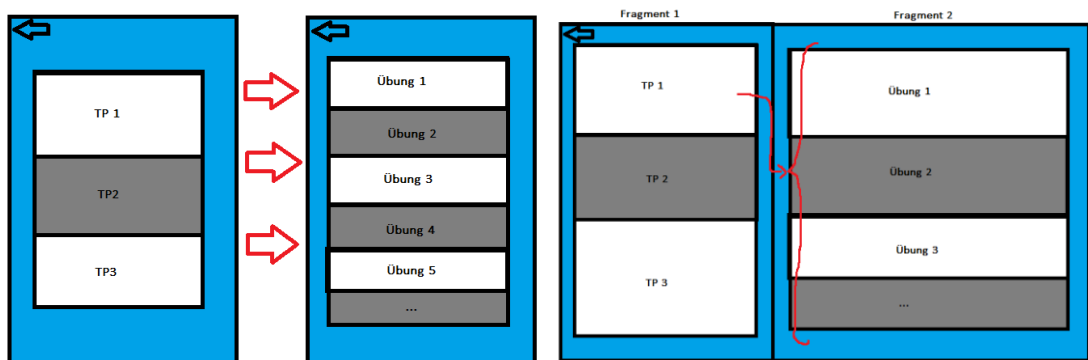 TP 1
TP2
TP3
Übung 1
Übung 2
Übung 3
Übung 4
Übung 5
...
Fragment 1
TP 1
TP 2
TP 3
Fragment 2
Übung 1
Übung 2
Übung 3
...